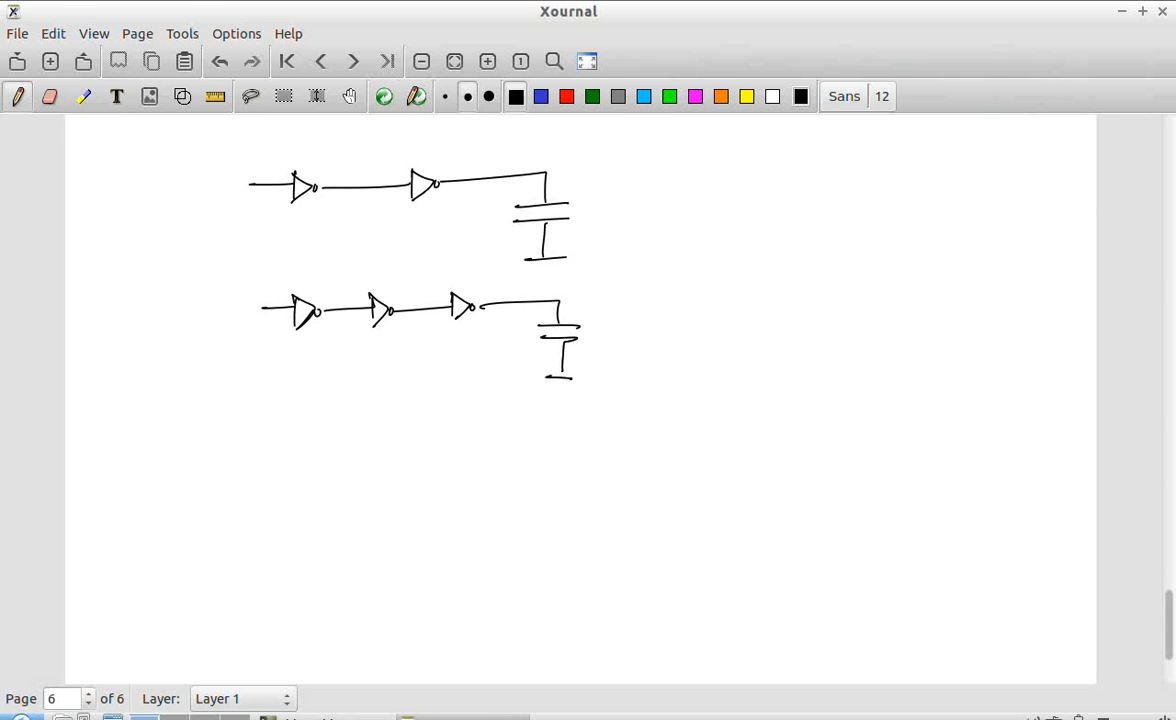 Xournal
File Edit View Page Tools Options Help
Sans 12
Page 6 of 6 Layer: Layer 1